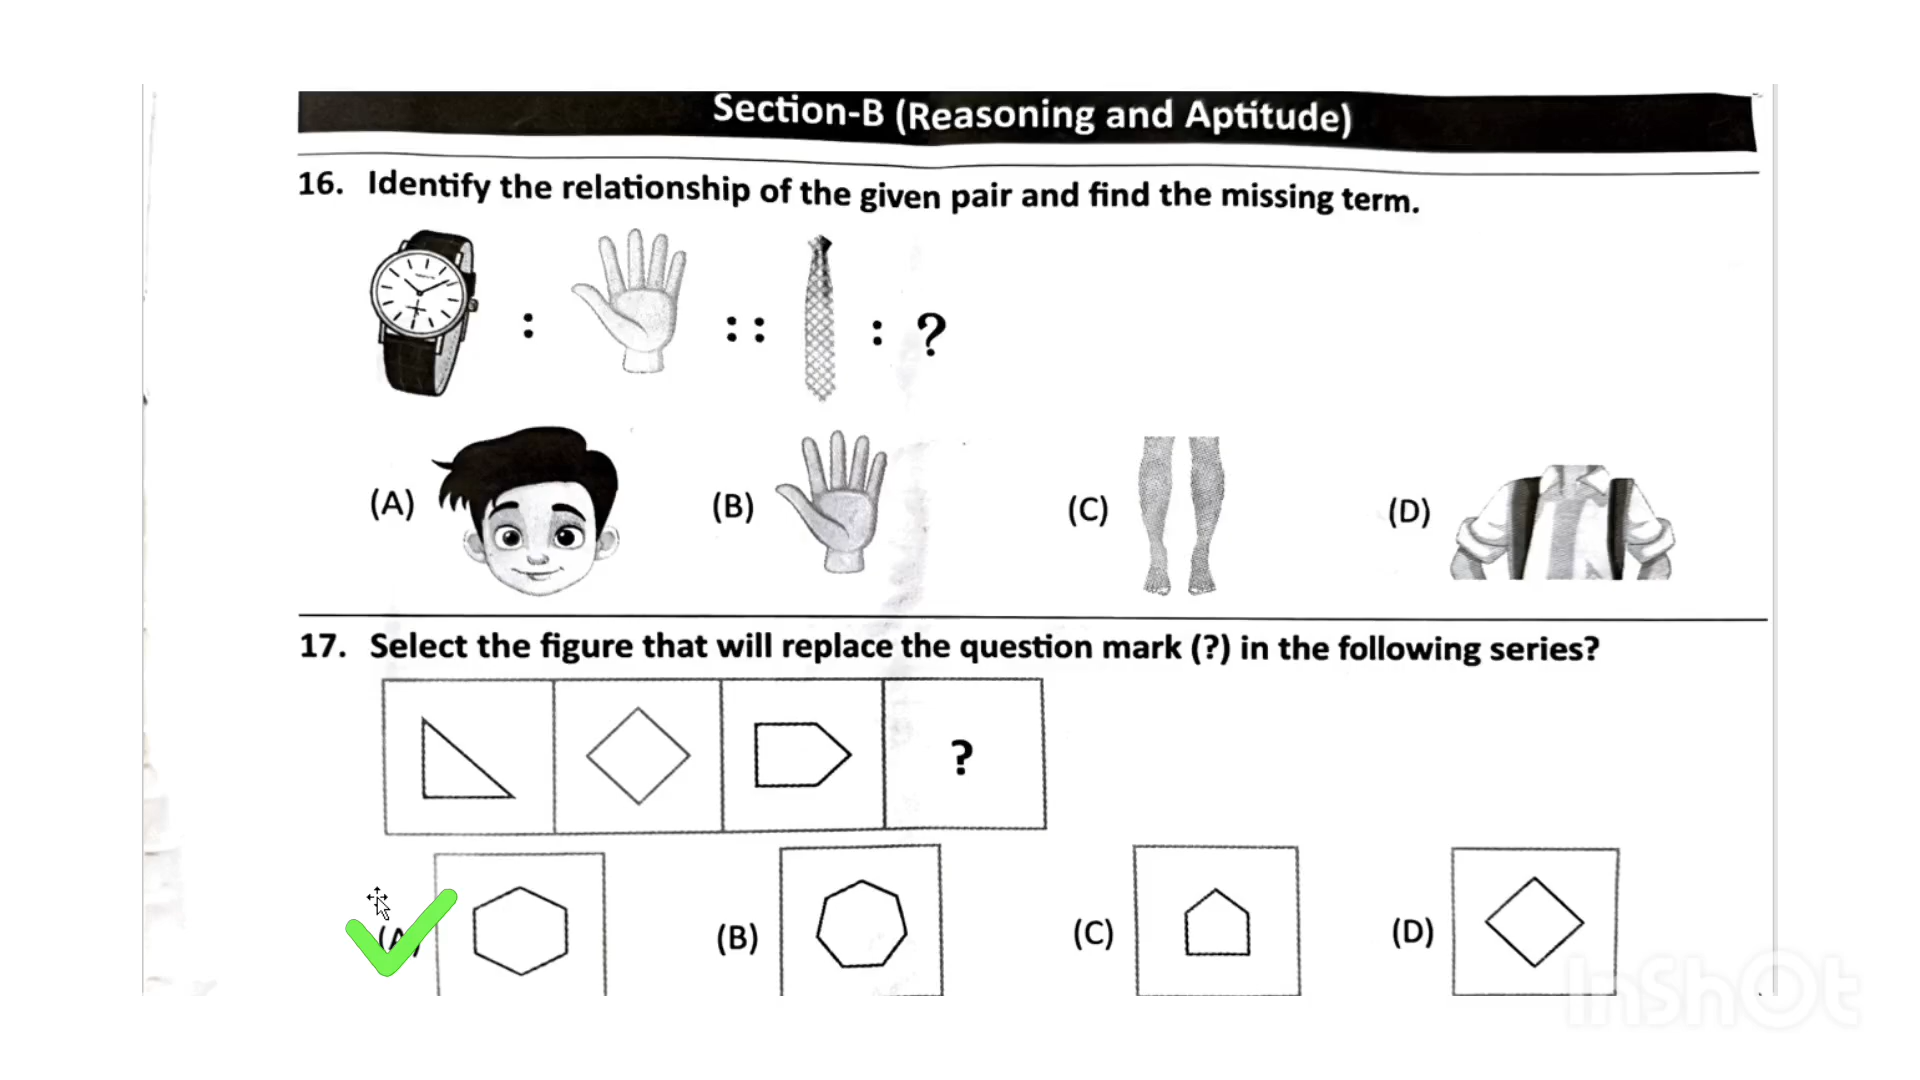 Section-B (Reasoning and Aptitude)
16. Identify the relationship of the given pair and find the missing term.
: :: : ?
(A) (B) (C) (D)
17. Select the figure that will replace the question mark (?) in the following series?
?
(A) (B) (C) (D)
InShOt